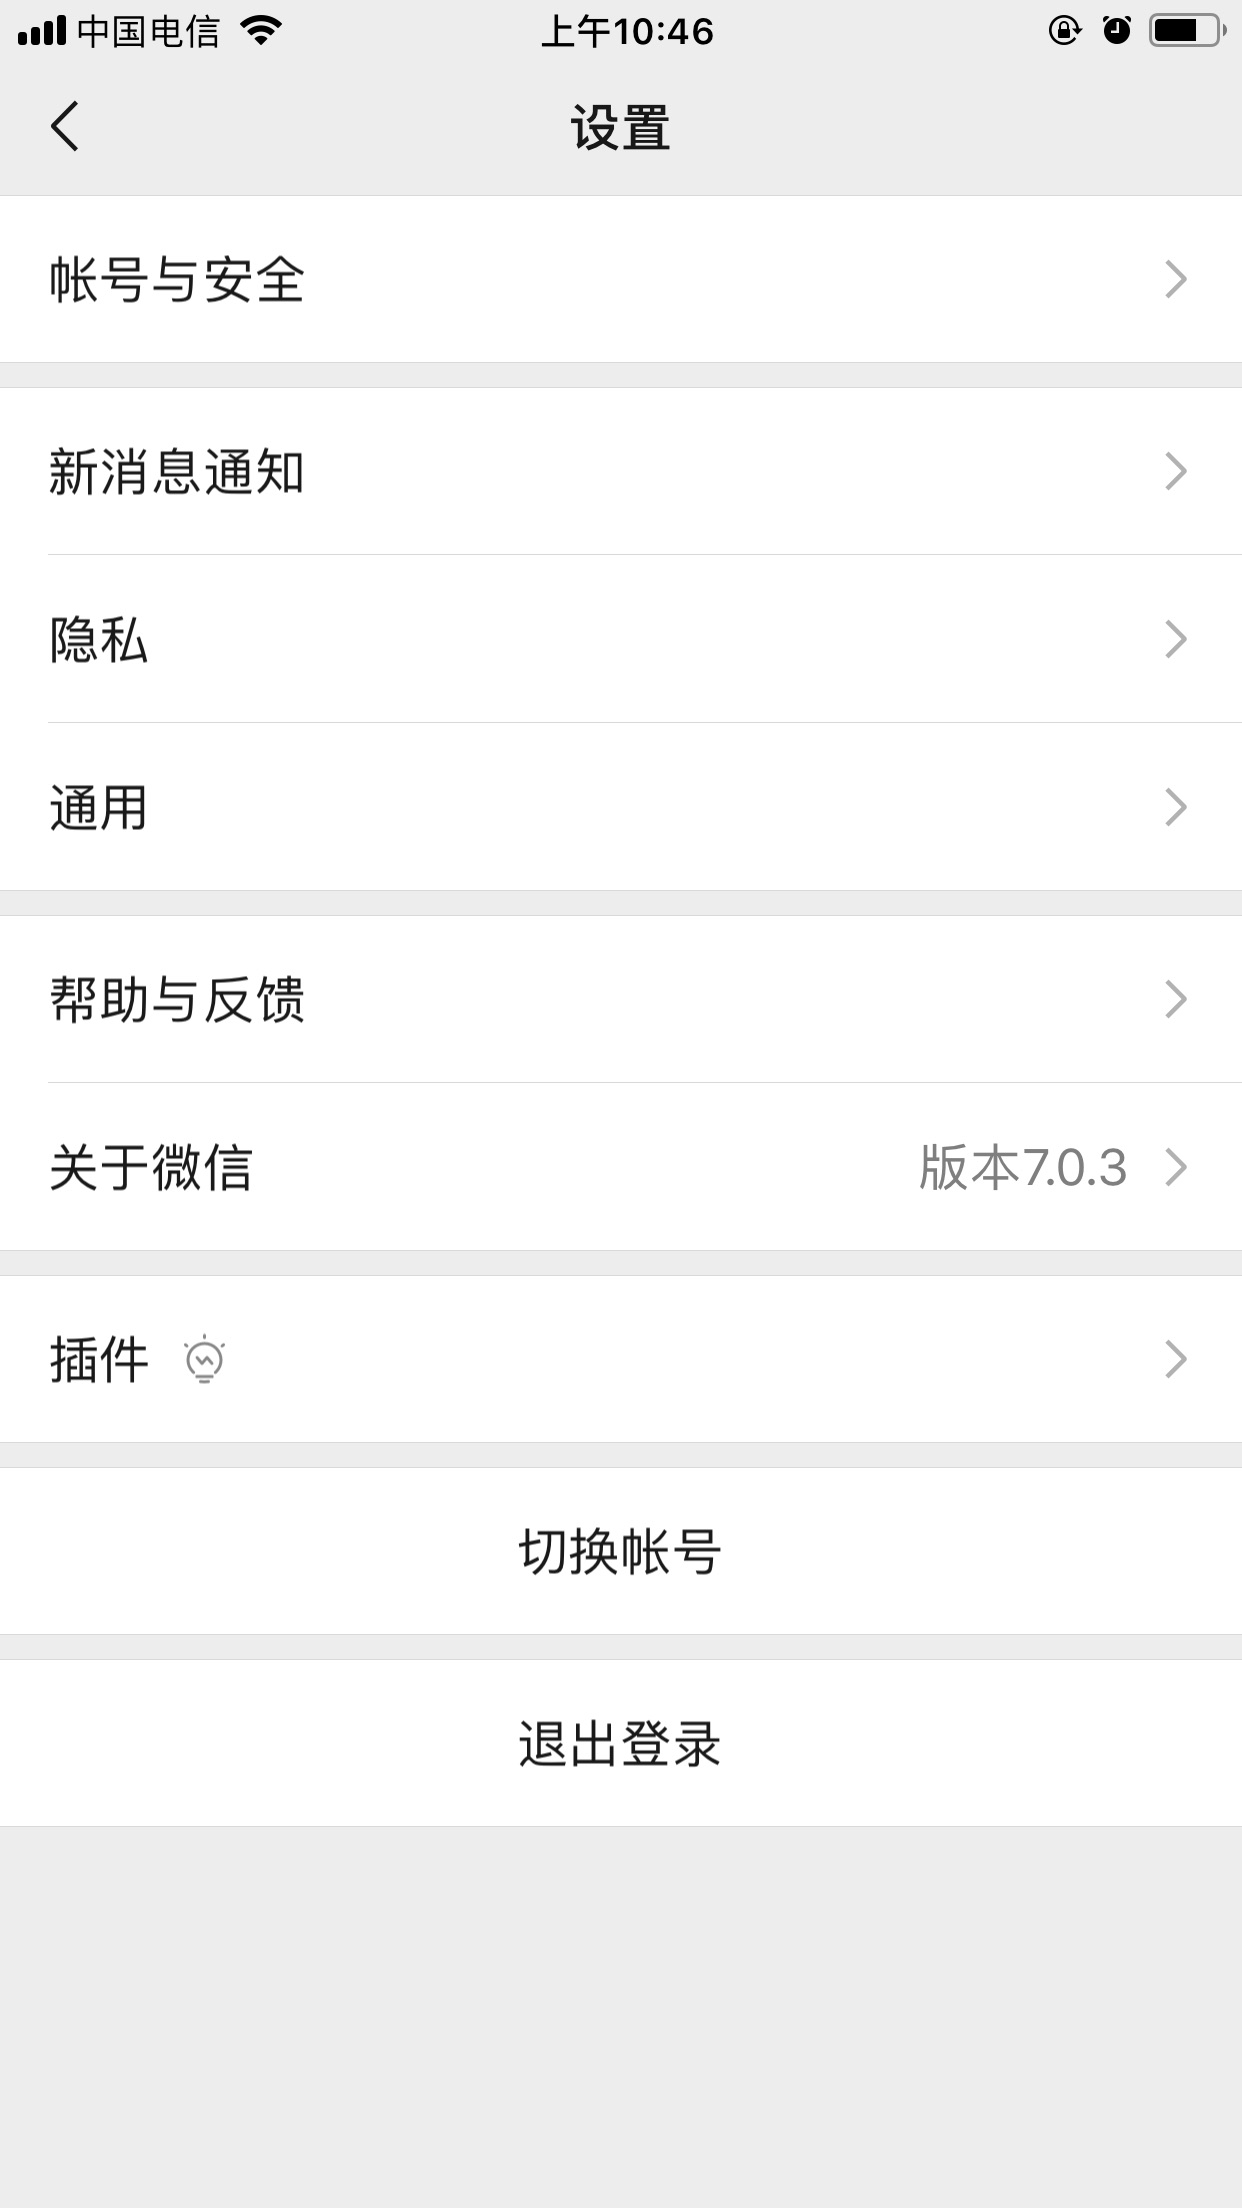 中国电信 上午10:46
设置
帐号与安全
新消息通知
隐私
通用
帮助与反馈
关于微信 版本7.0.3
插件
切换帐号
退出登录